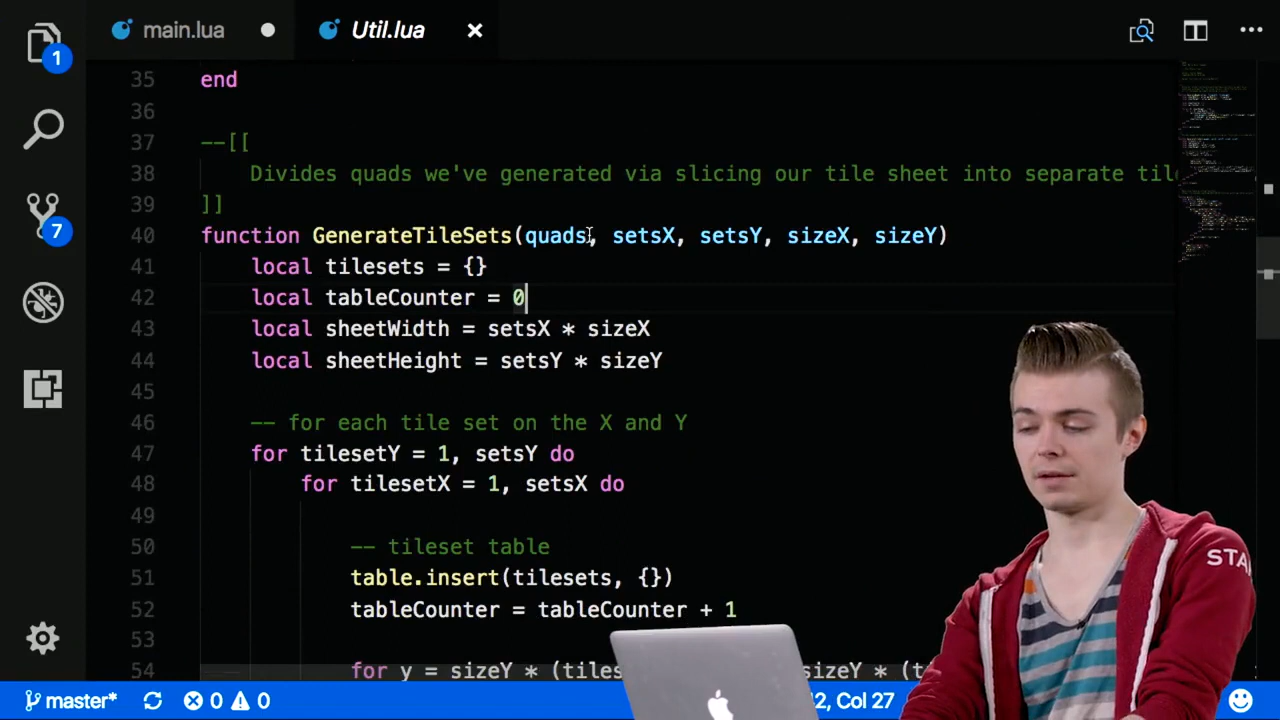 main.lua
Util.lua
1
7
35 end
36
37 --[[
38 Divides quads we've generated via slicing our tile sheet into separate
39 ]]
40 function GenerateTileSets(quads, setsX, setsY, sizeX, sizeY)
41 local tilesets = {}
42 local tableCounter = 0
43 local sheetWidth = setsX * sizeX
44 local sheetHeight = setsY * sizeY
45
46 -- for each tile set on the X and Y
47 for tilesetY = 1, setsY do
48 for tilesetX = 1, setsX do
49
50 -- tileset table
51 table.insert(tilesets, {})
52 tableCounter = tableCounter + 1
53
54 for y = sizeY * (tiles sizeY * (t
master* 0 0 2, Col 27